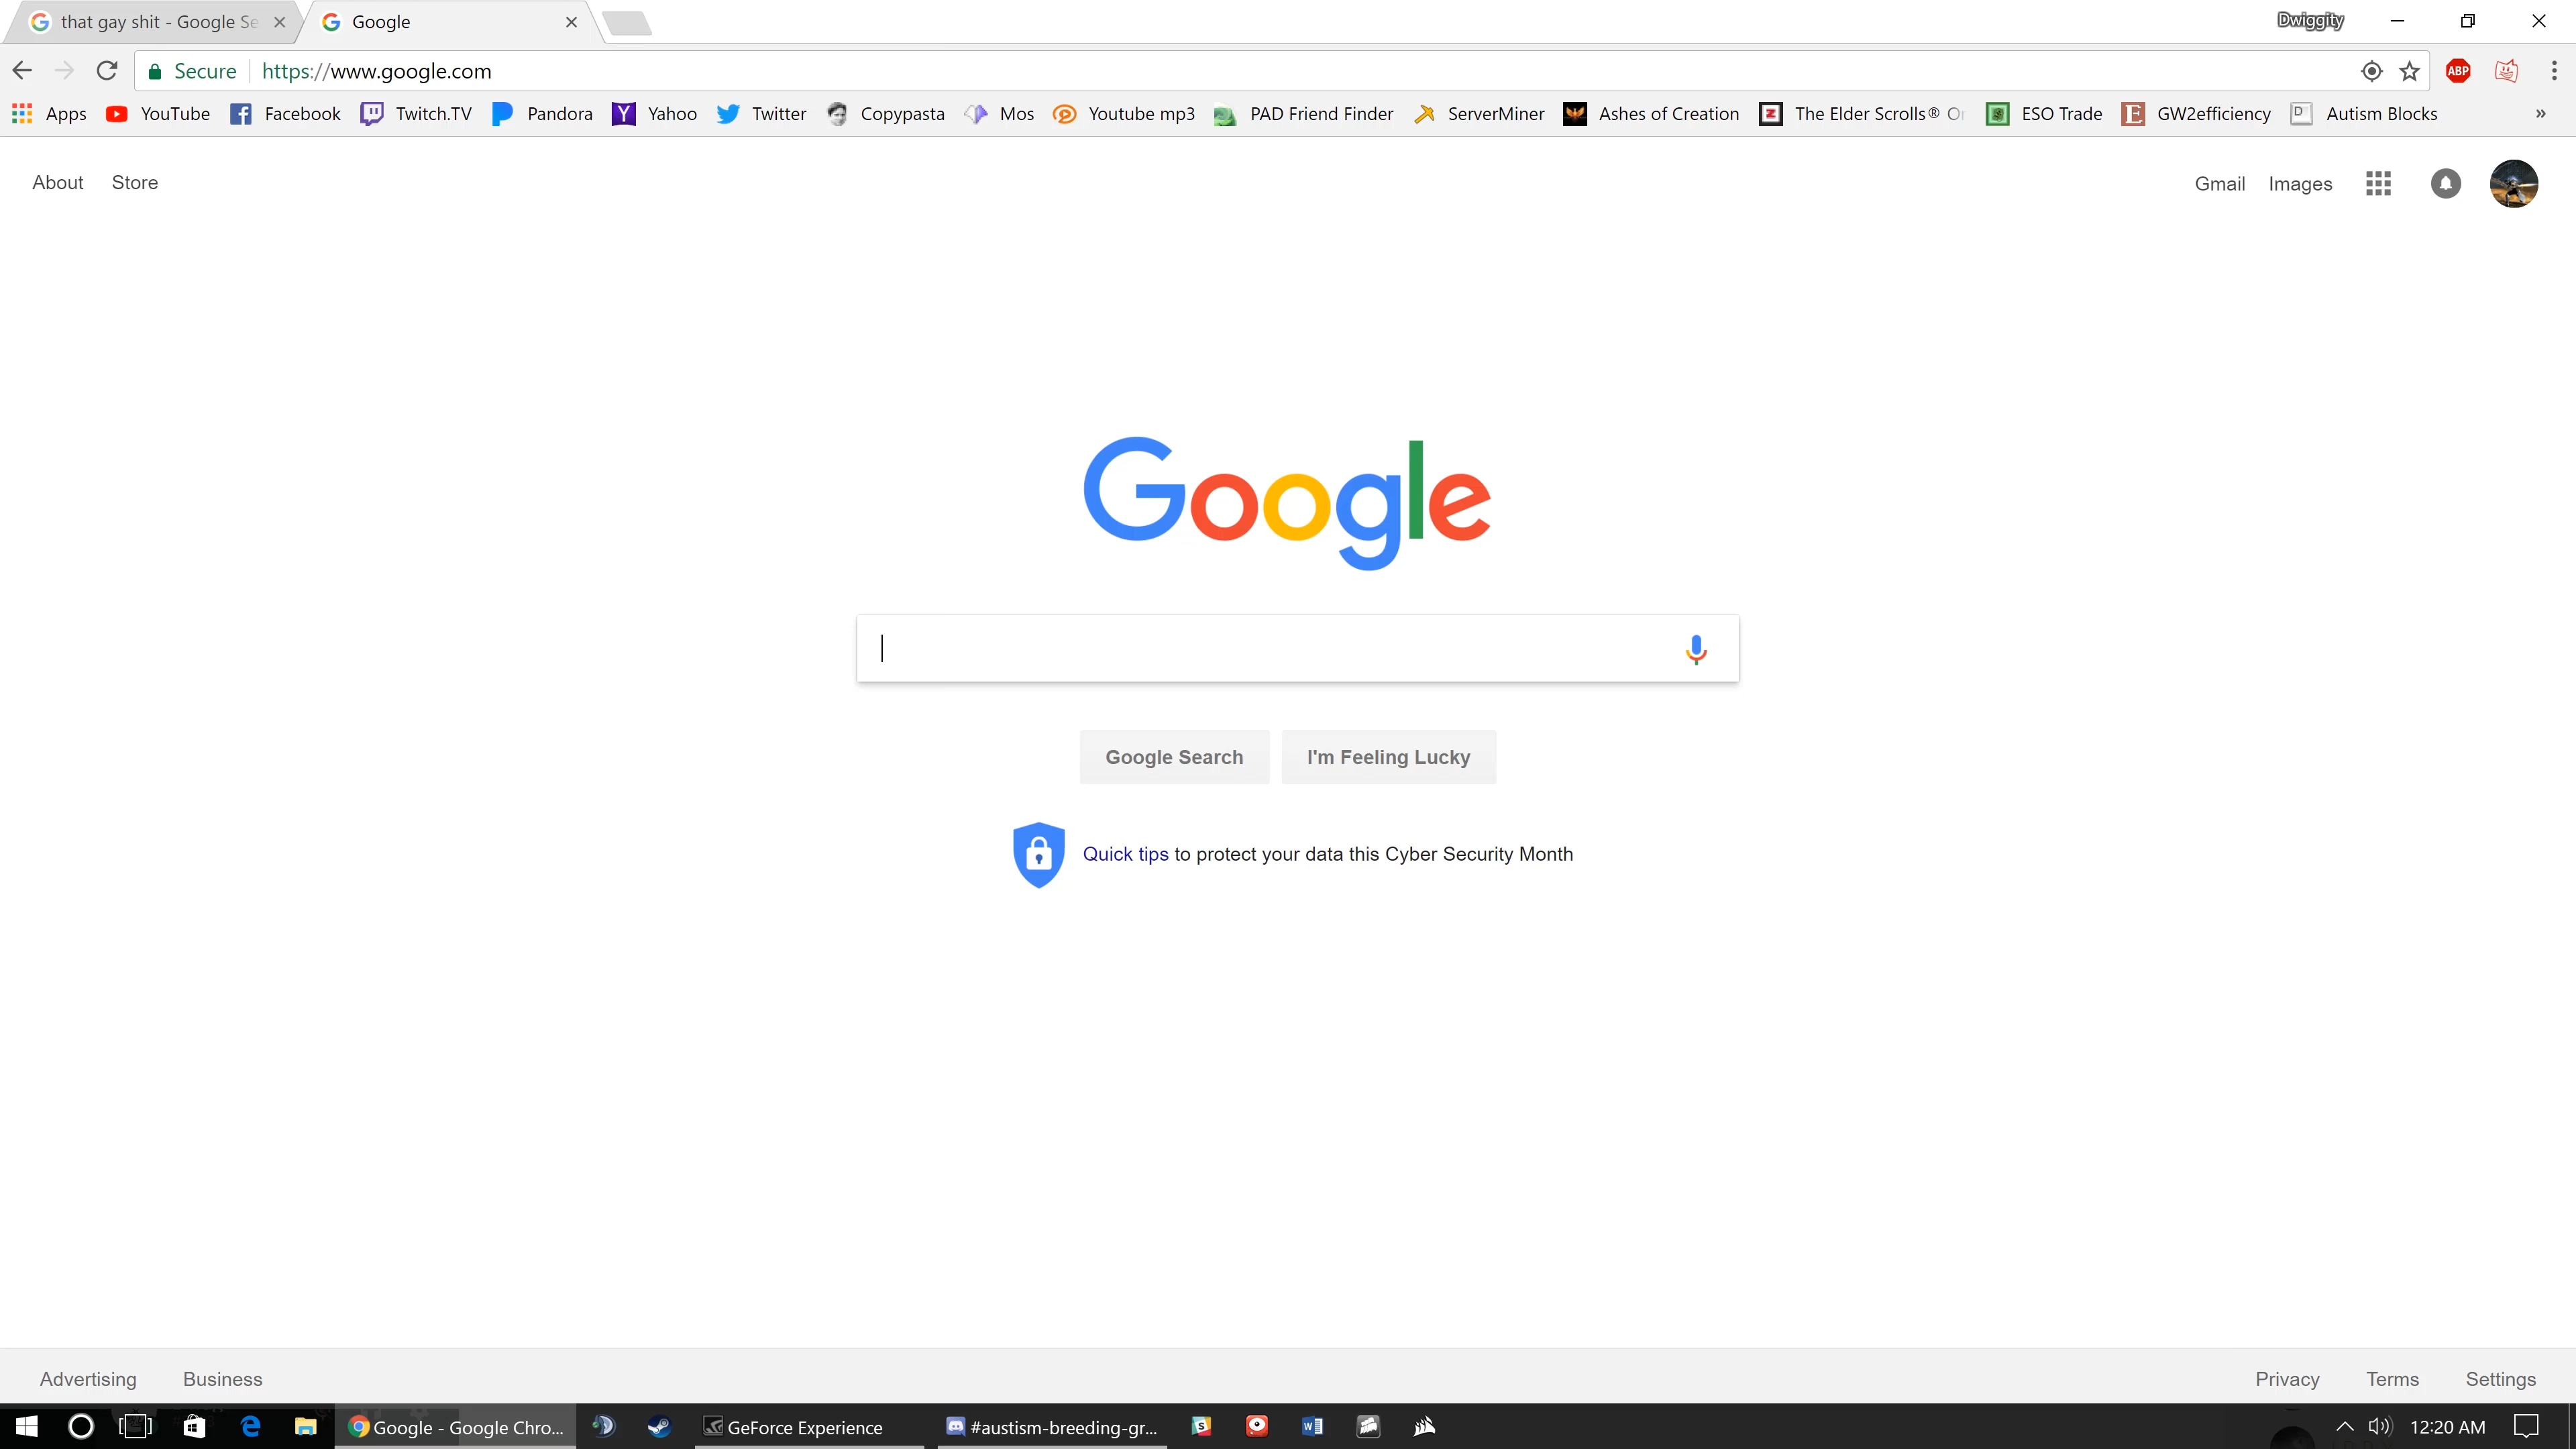 that gay shit - Google Se
Google
Dwiggity
Secure https://www.google.com
ABP
Apps YouTube Facebook Twitch.TV Pandora Yahoo Twitter Copypasta Mos Youtube mp3 PAD Friend Finder ServerMiner Ashes of Creation The Elder Scrolls® ESO Trade GW2efficiency Autism Blocks »
About Store
Gmail Images
Google
Google Search I'm Feeling Lucky
Quick tips to protect your data this Cyber Security Month
Advertising Business
Privacy Terms Settings
Google - Google Chro... GeForce Experience #austism-breeding-gr... 12:20 AM